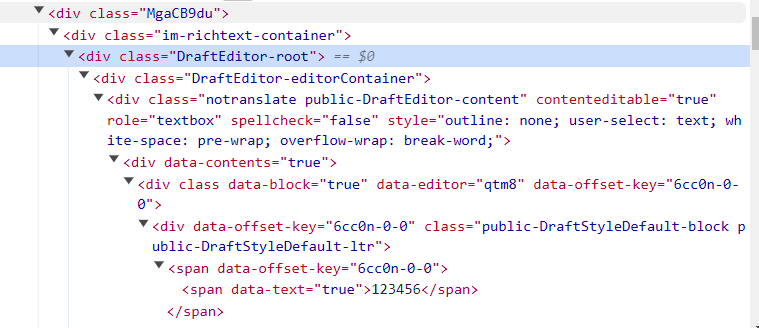 <div class="MgaCB9du">
<div class="im-richtext-container">
<div class="DraftEditor-root"> == $0
<div class="DraftEditor-editorContainer">
<div class="notranslate public-DraftEditor-content" contenteditable="true"
role="textbox" spellcheck="false" style="outline: none; user-select: text; wh
ite-space: pre-wrap; overflow-wrap: break-word;">
<div data-contents="true">
<div class data-block="true" data-editor="qtm8" data-offset-key="6cc0n-0-
0">
<div data-offset-key="6cc0n-0-0" class="public-DraftStyleDefault-block p
ublic-DraftStyleDefault-ltr">
<span data-offset-key="6cc0n-0-0">
<span data-text="true">123456</span>
</span>